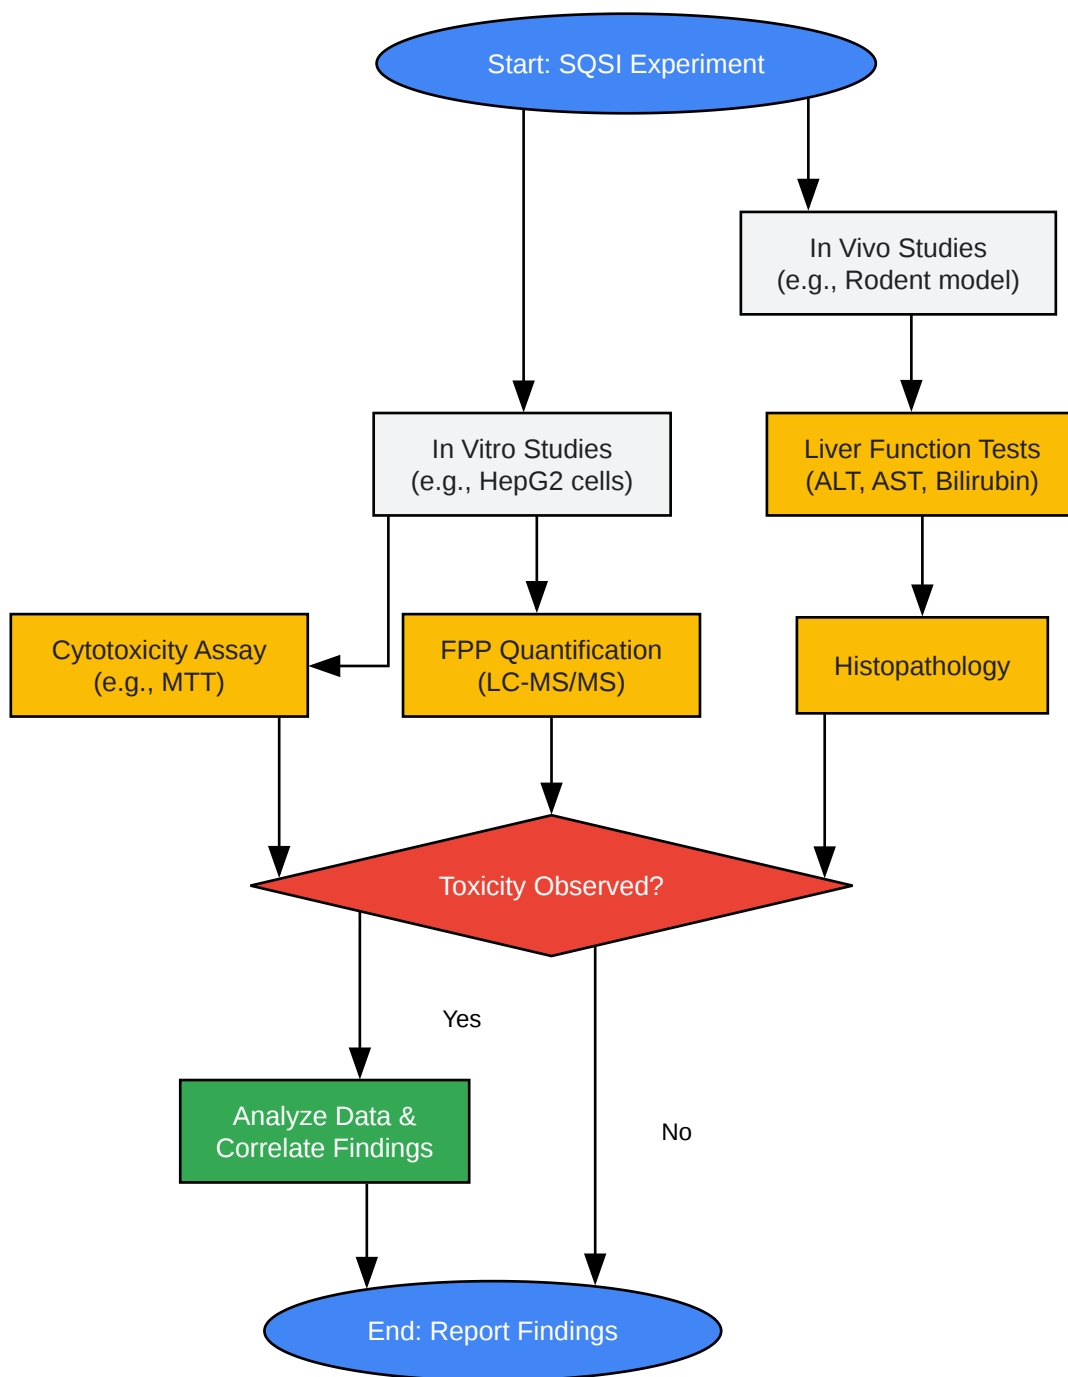 Start: SQSI Experiment
In Vivo Studies
(e.g., Rodent model)
In Vitro Studies
(e.g., HepG2 cells)
Liver Function Tests
(ALT, AST, Bilirubin)
Cytotoxicity Assay
(e.g., MTT)
FPP Quantification
(LC-MS/MS)
Histopathology
Toxicity Observed?
Yes
Analyze Data &
Correlate Findings
No
End: Report Findings